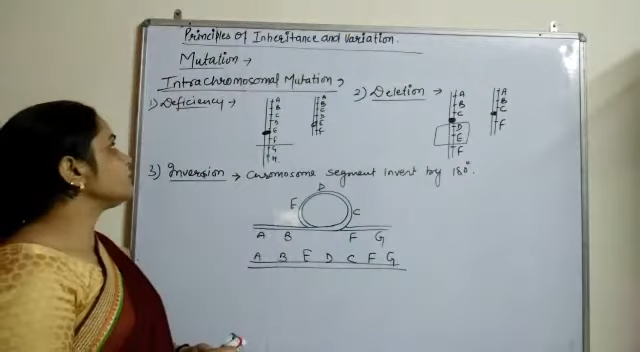 Principles of Inheritance and Variation.
Mutation →
Intrachromosomal Mutation →
1) Deficiency →
A
B
C
D
E
F
G
H
A
B
C
D
E
F
2) Deletion →
A
B
C
D
E
F
A
B
C
F
3) Inversion → Chromosome segment invert by 180°.
D
E C
A B F G
A B E D C F G